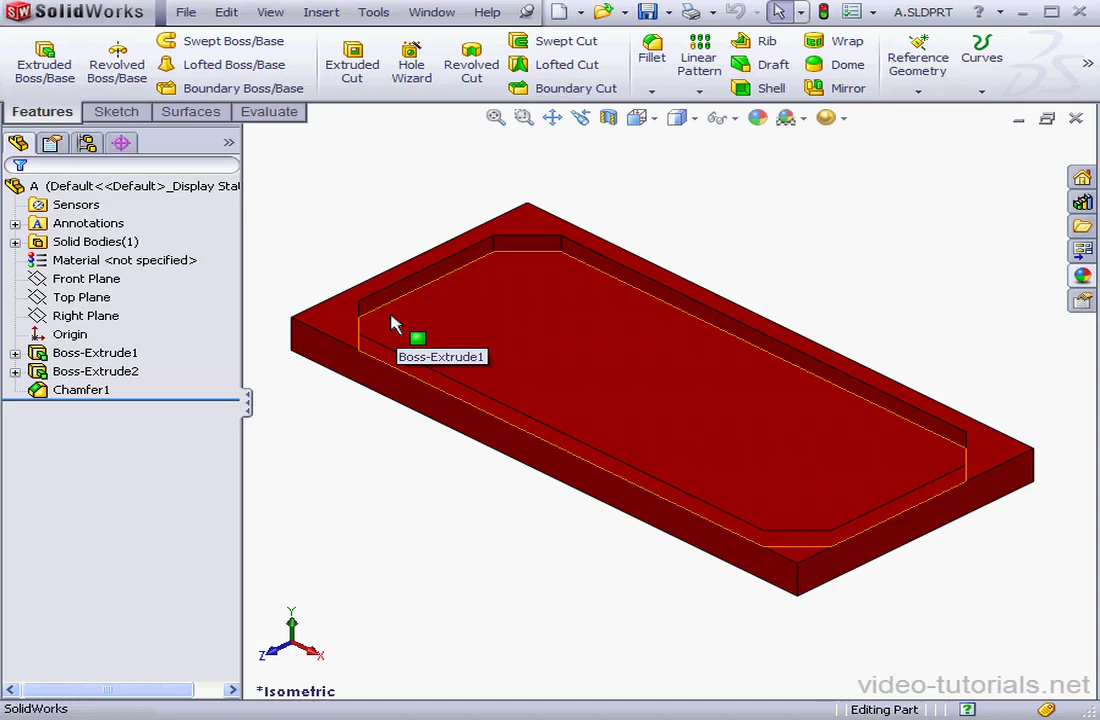 SolidWorks File Edit View Insert Tools Window Help A.SLDPRT ?
Extruded Boss/Base
Revolved Boss/Base
Swept Boss/Base
Lofted Boss/Base
Boundary Boss/Base
Extruded Cut
Hole Wizard
Revolved Cut
Swept Cut
Lofted Cut
Boundary Cut
Fillet
Linear Pattern
Rib
Draft
Shell
Wrap
Dome
Mirror
Reference Geometry
Curves
Features Sketch Surfaces Evaluate
A (Default<<Default>_Display Sta
Sensors
Annotations
Solid Bodies(1)
Material <not specified>
Front Plane
Top Plane
Right Plane
Origin
Boss-Extrude1
Boss-Extrude2
Chamfer1
Boss-Extrude1
Y
Z
X
*Isometric
video-tutorials.net
SolidWorks
Editing Part